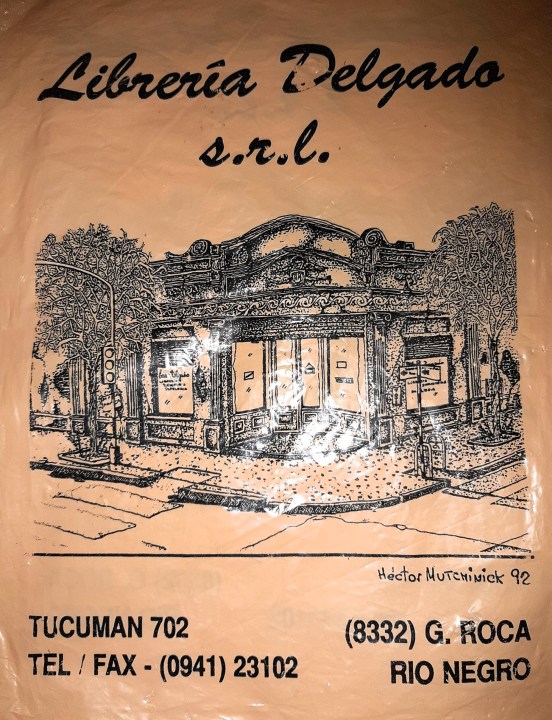 Librería Delgado
s.r.l.
Héctor MUTCHINICK 92
TUCUMAN 702
TEL / FAX - (0941) 23102
(8332) G. ROCA
RIO NEGRO